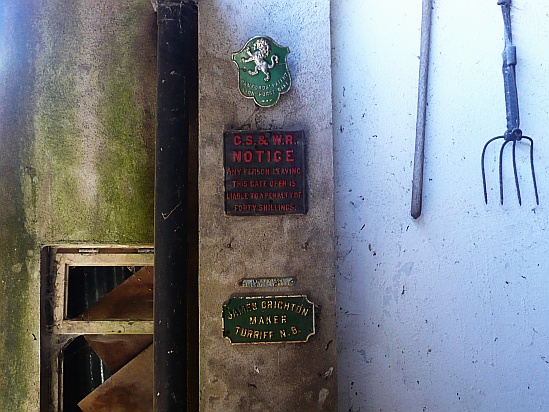 G.S. & W.R.
NOTICE
ANY PERSON LEAVING
THIS GATE OPEN IS
LIABLE TO A PENALTY OF
FORTY SHILLINGS.
JAMES CRICHTON
MAKER
TURRIFF N.B.